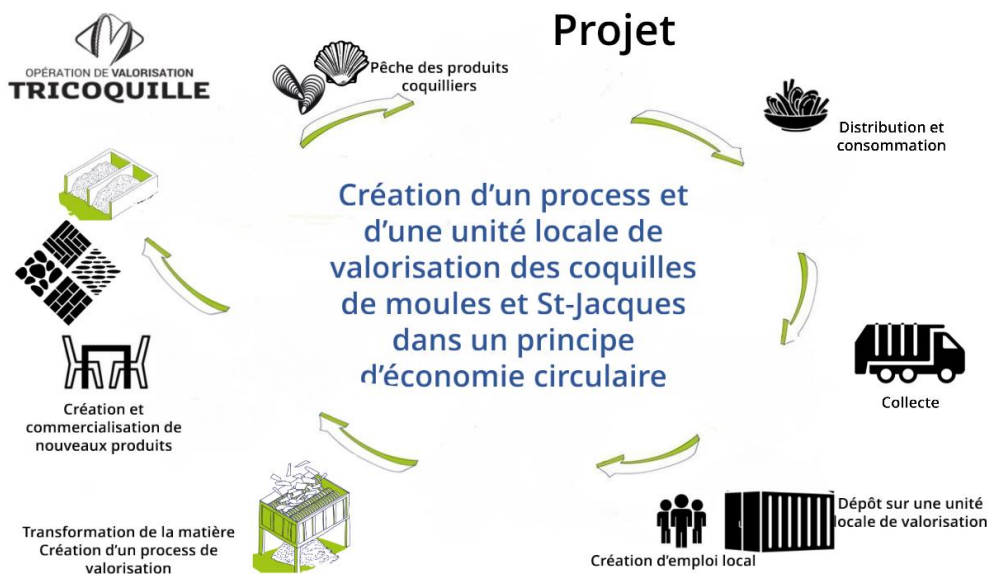 Projet
OPÉRATION DE VALORISATION
TRICOQUILLE
Pêche des produits
coquilliers
Distribution et
consommation
Création d'un process et
d'une unité locale de
valorisation des coquilles
de moules et St-Jacques
dans un principe
d'économie circulaire
Collecte
Dépôt sur une unité
locale de valorisation
Création d'emploi local
Transformation de la matière
Création d'un process de
valorisation
Création et
commercialisation de
nouveaux produits